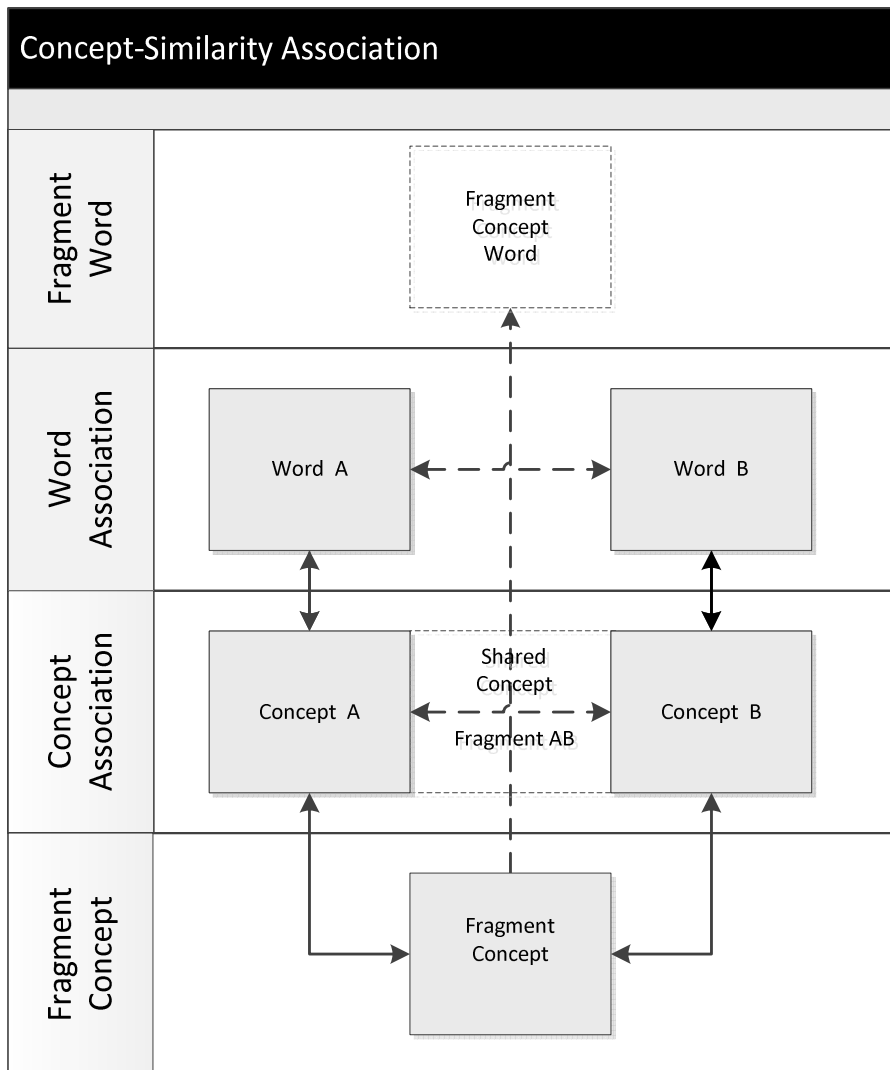 Concept-Similarity Association
Fragment
Word
Fragment
Concept
Word
Word
Association
Word A
Word B
Concept
Association
Concept A
Shared
Concept
Fragment AB
Concept B
Fragment
Concept
Fragment
Concept